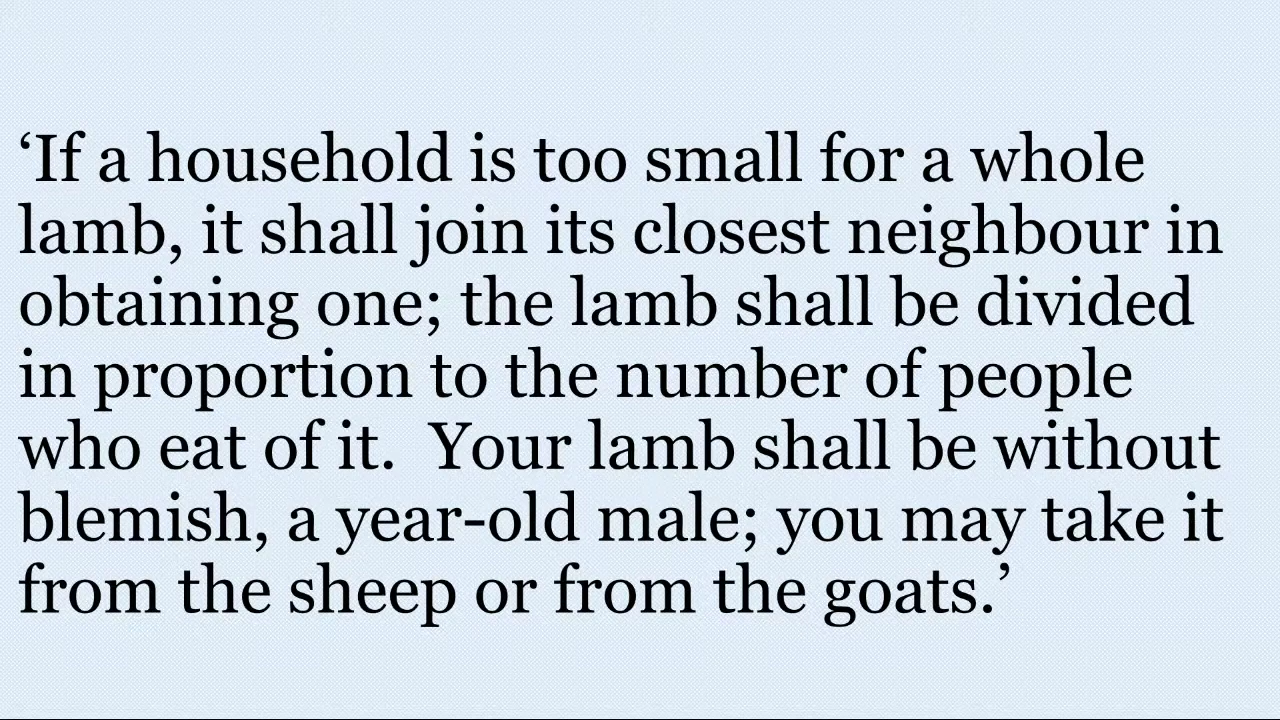 ‘If a household is too small for a whole
lamb, it shall join its closest neighbour in
obtaining one; the lamb shall be divided
in proportion to the number of people
who eat of it.  Your lamb shall be without
blemish, a year-old male; you may take it
from the sheep or from the goats.’